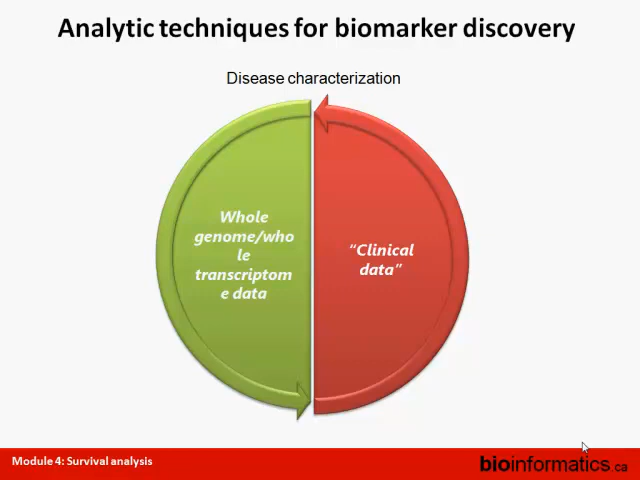 Analytic techniques for biomarker discovery
Disease characterization
Whole
genome/who
le
transcriptom
e data
“Clinical
data”
Module 4: Survival analysis
bioinformatics.ca